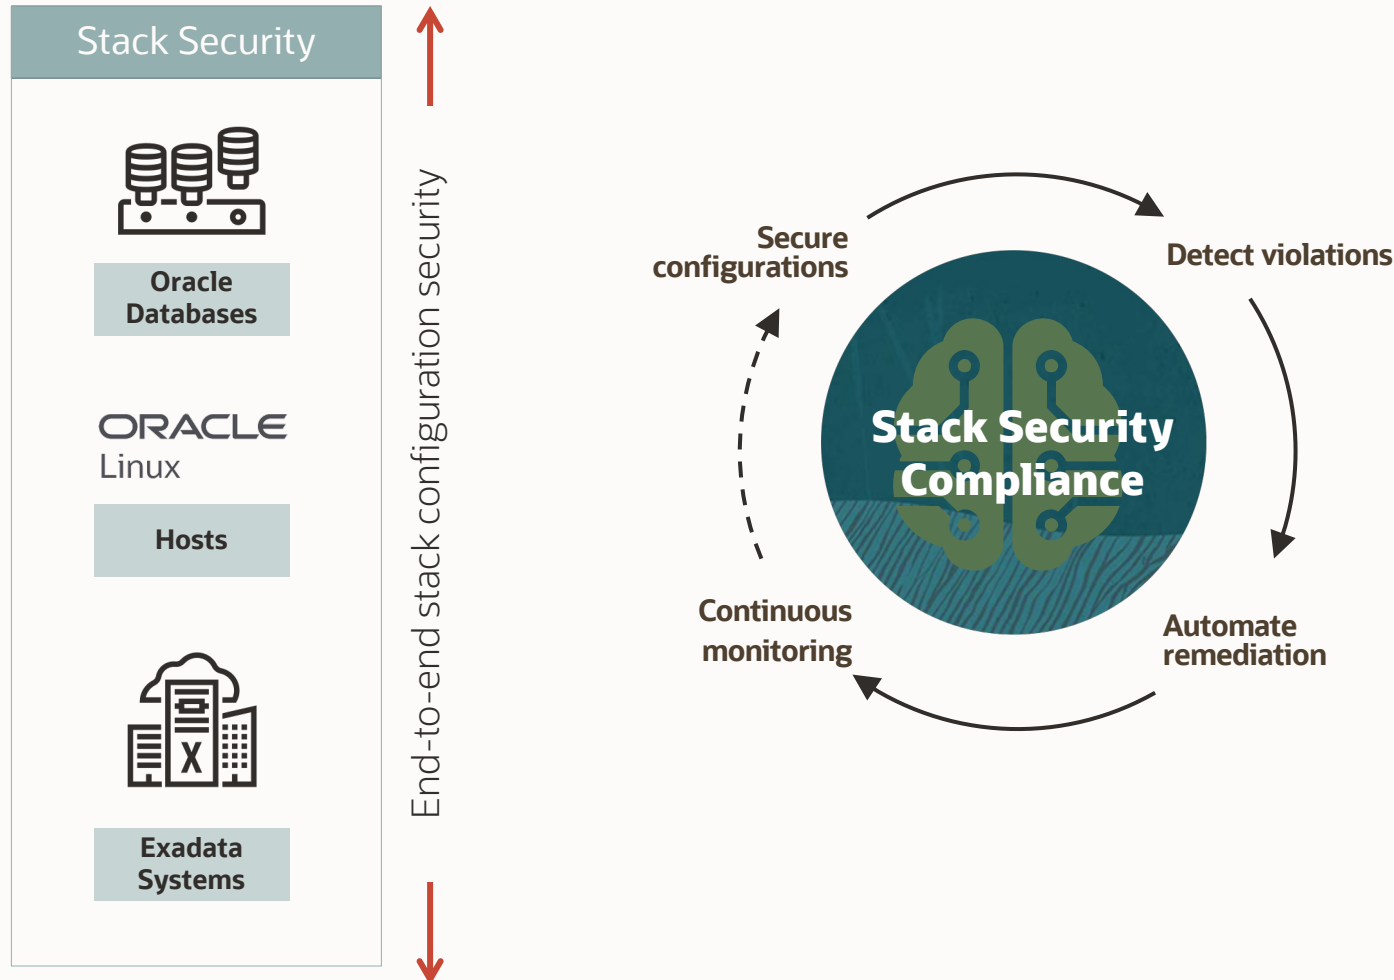 Stack Security
Oracle
Databases
ORACLE
Linux
Hosts
X
Exadata
Systems
End-to-end stack configuration security
Secure
configurations
Detect violations
Stack Security
Compliance
Continuous
monitoring
Automate
remediation